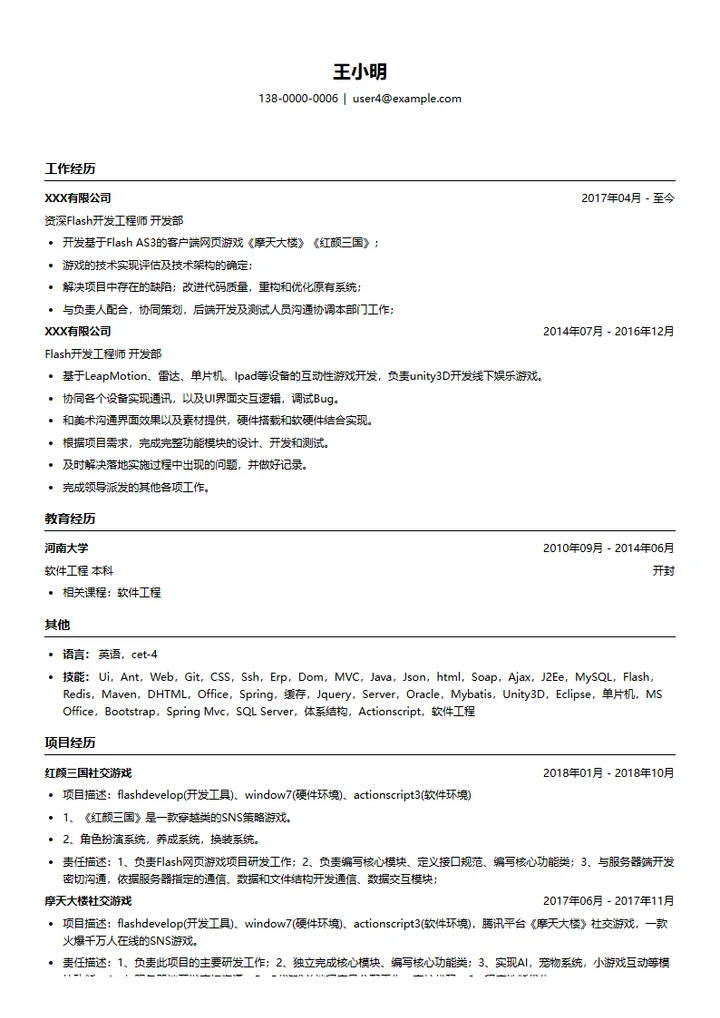 王小明
138-0000-0006 | user4@example.com
工作经历
XXX有限公司 2017年04月 - 至今
资深Flash开发工程师 开发部
• 开发基于Flash AS3的客户端网页游戏《摩天大楼》《红颜三国》;
• 游戏的技术实现评估及技术架构的确定;
• 解决项目中存在的缺陷；改进代码质量，重构和优化原有系统;
• 与负责人配合，协同策划，后端开发及测试人员沟通协调本部门工作;
XXX有限公司 2014年07月 - 2016年12月
Flash开发工程师 开发部
• 基于LeapMotion、雷达、单片机、Ipad等设备的互动性游戏开发，负责unity3D开发线下娱乐游戏。
• 协同各个设备实现通讯，以及UI界面交互逻辑，调试Bug。
• 和美术沟通界面效果以及素材提供，硬件搭载和软硬件结合实现。
• 根据项目需求，完成完整功能模块的设计、开发和测试。
• 及时解决落地实施过程中出现的问题，并做好记录。
• 完成领导派发的其他各项工作。
教育经历
河南大学 2010年09月 - 2014年06月
软件工程 本科 开封
• 相关课程：软件工程
其他
• 语言： 英语，cet-4
• 技能： Ui，Ant，Web，Git，CSS，Ssh，Erp，Dom，MVC，Java，Json，html，Soap，Ajax，J2Ee，MySQL，Flash，
Redis，Maven，DHTML，Office，Spring，缓存，Jquery，Server，Oracle，Mybatis，Unity3D，Eclipse，单片机，MS
Office，Bootstrap，Spring Mvc，SQL Server，体系结构，Actionscript，软件工程
项目经历
红颜三国社交游戏 2018年01月 - 2018年10月
• 项目描述：flashdevelop(开发工具)、window7(硬件环境)、actionscript3(软件环境)
• 1、《红颜三国》是一款穿越类的SNS策略游戏。
• 2、角色扮演系统，养成系统，换装系统。
• 责任描述：1、负责Flash网页游戏项目研发工作；2、负责编写核心模块、定义接口规范、编写核心功能类；3、与服务器端开发
密切沟通，依据服务器指定的通信、数据和文件结构开发通信、数据交互模块;
摩天大楼社交游戏 2017年06月 - 2017年11月
• 项目描述：flashdevelop(开发工具)、window7(硬件环境)、actionscript3(软件环境)，腾讯平台《摩天大楼》社交游戏，一款
火爆千万人在线的SNS游戏。
• 责任描述：1、负责此项目的主要研发工作；2、独立完成核心模块、编写核心功能类；3、实现AI，宠物系统，小游戏互动等模